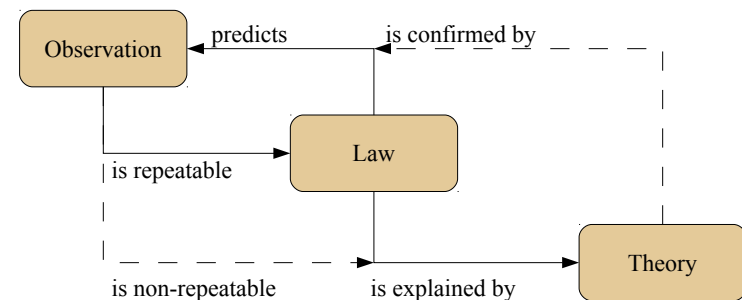 predicts
is confirmed by
Observation
Law
is repeatable
Theory
is non-repeatable
is explained by